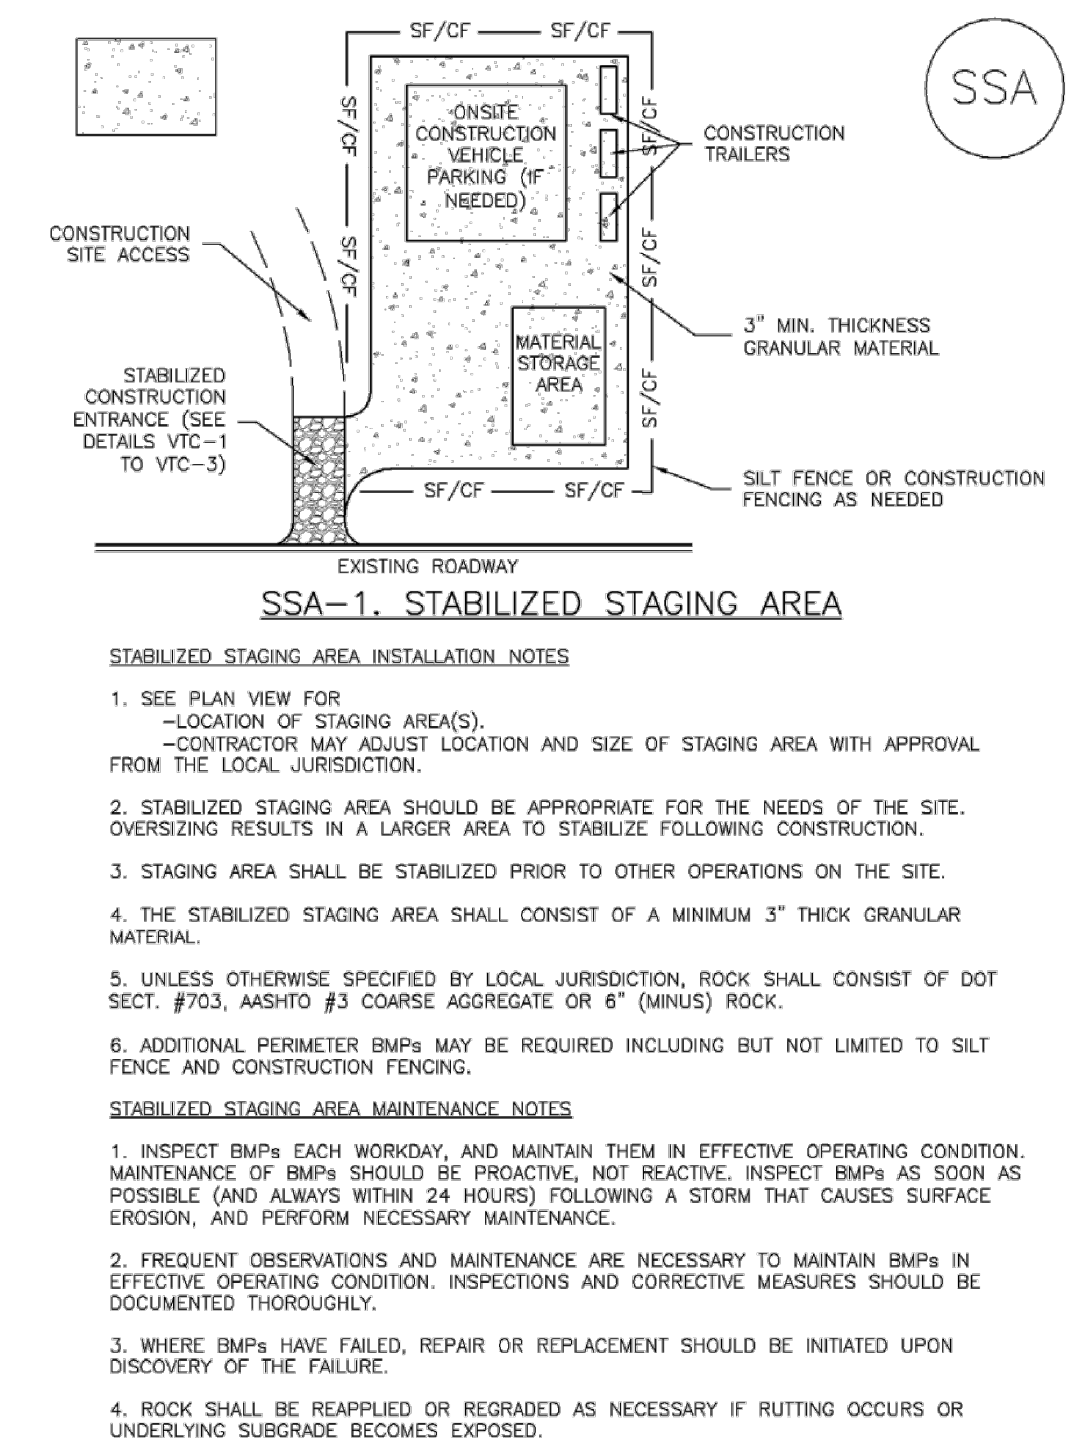 SF/CF
SF/CF
SSA
SF/CF
ONSITE
CONSTRUCTION
VEHICLE
PARKING (IF
NEEDED)
SF/CF
CONSTRUCTION
TRAILERS
CONSTRUCTION
SITE ACCESS
SF/CF
SF/CF
3" MIN. THICKNESS
GRANULAR MATERIAL
MATERIAL
STORAGE
AREA
STABILIZED
CONSTRUCTION
ENTRANCE (SEE
DETAILS VTC-1
TO VTC-3)
SF/CF
SF/CF
SF/CF
SILT FENCE OR CONSTRUCTION
FENCING AS NEEDED
EXISTING ROADWAY
SSA-1. STABILIZED STAGING AREA
STABILIZED STAGING AREA INSTALLATION NOTES
1. SEE PLAN VIEW FOR
-LOCATION OF STAGING AREA(S).
-CONTRACTOR MAY ADJUST LOCATION AND SIZE OF STAGING AREA WITH APPROVAL
FROM THE LOCAL JURISDICTION.
2. STABILIZED STAGING AREA SHOULD BE APPROPRIATE FOR THE NEEDS OF THE SITE.
OVERSIZING RESULTS IN A LARGER AREA TO STABILIZE FOLLOWING CONSTRUCTION.
3. STAGING AREA SHALL BE STABILIZED PRIOR TO OTHER OPERATIONS ON THE SITE.
4. THE STABILIZED STAGING AREA SHALL CONSIST OF A MINIMUM 3" THICK GRANULAR
MATERIAL.
5. UNLESS OTHERWISE SPECIFIED BY LOCAL JURISDICTION, ROCK SHALL CONSIST OF DOT
SECT. #703, AASHTO #3 COARSE AGGREGATE OR 6" (MINUS) ROCK.
6. ADDITIONAL PERIMETER BMPs MAY BE REQUIRED INCLUDING BUT NOT LIMITED TO SILT
FENCE AND CONSTRUCTION FENCING.
STABILIZED STAGING AREA MAINTENANCE NOTES
1. INSPECT BMPs EACH WORKDAY, AND MAINTAIN THEM IN EFFECTIVE OPERATING CONDITION.
MAINTENANCE OF BMPs SHOULD BE PROACTIVE, NOT REACTIVE. INSPECT BMPs AS SOON AS
POSSIBLE (AND ALWAYS WITHIN 24 HOURS) FOLLOWING A STORM THAT CAUSES SURFACE
EROSION, AND PERFORM NECESSARY MAINTENANCE.
2. FREQUENT OBSERVATIONS AND MAINTENANCE ARE NECESSARY TO MAINTAIN BMPs IN
EFFECTIVE OPERATING CONDITION. INSPECTIONS AND CORRECTIVE MEASURES SHOULD BE
DOCUMENTED THOROUGHLY.
3. WHERE BMPs HAVE FAILED, REPAIR OR REPLACEMENT SHOULD BE INITIATED UPON
DISCOVERY OF THE FAILURE.
4. ROCK SHALL BE REAPPLIED OR REGRADED AS NECESSARY IF RUTTING OCCURS OR
UNDERLYING SUBGRADE BECOMES EXPOSED.